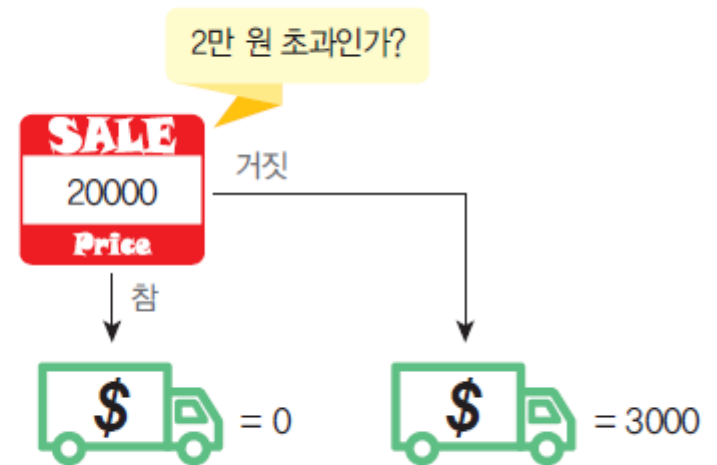 2만 원 초과인가?
SALE
20000
Price
거짓
참
$ = 0
$ = 3000